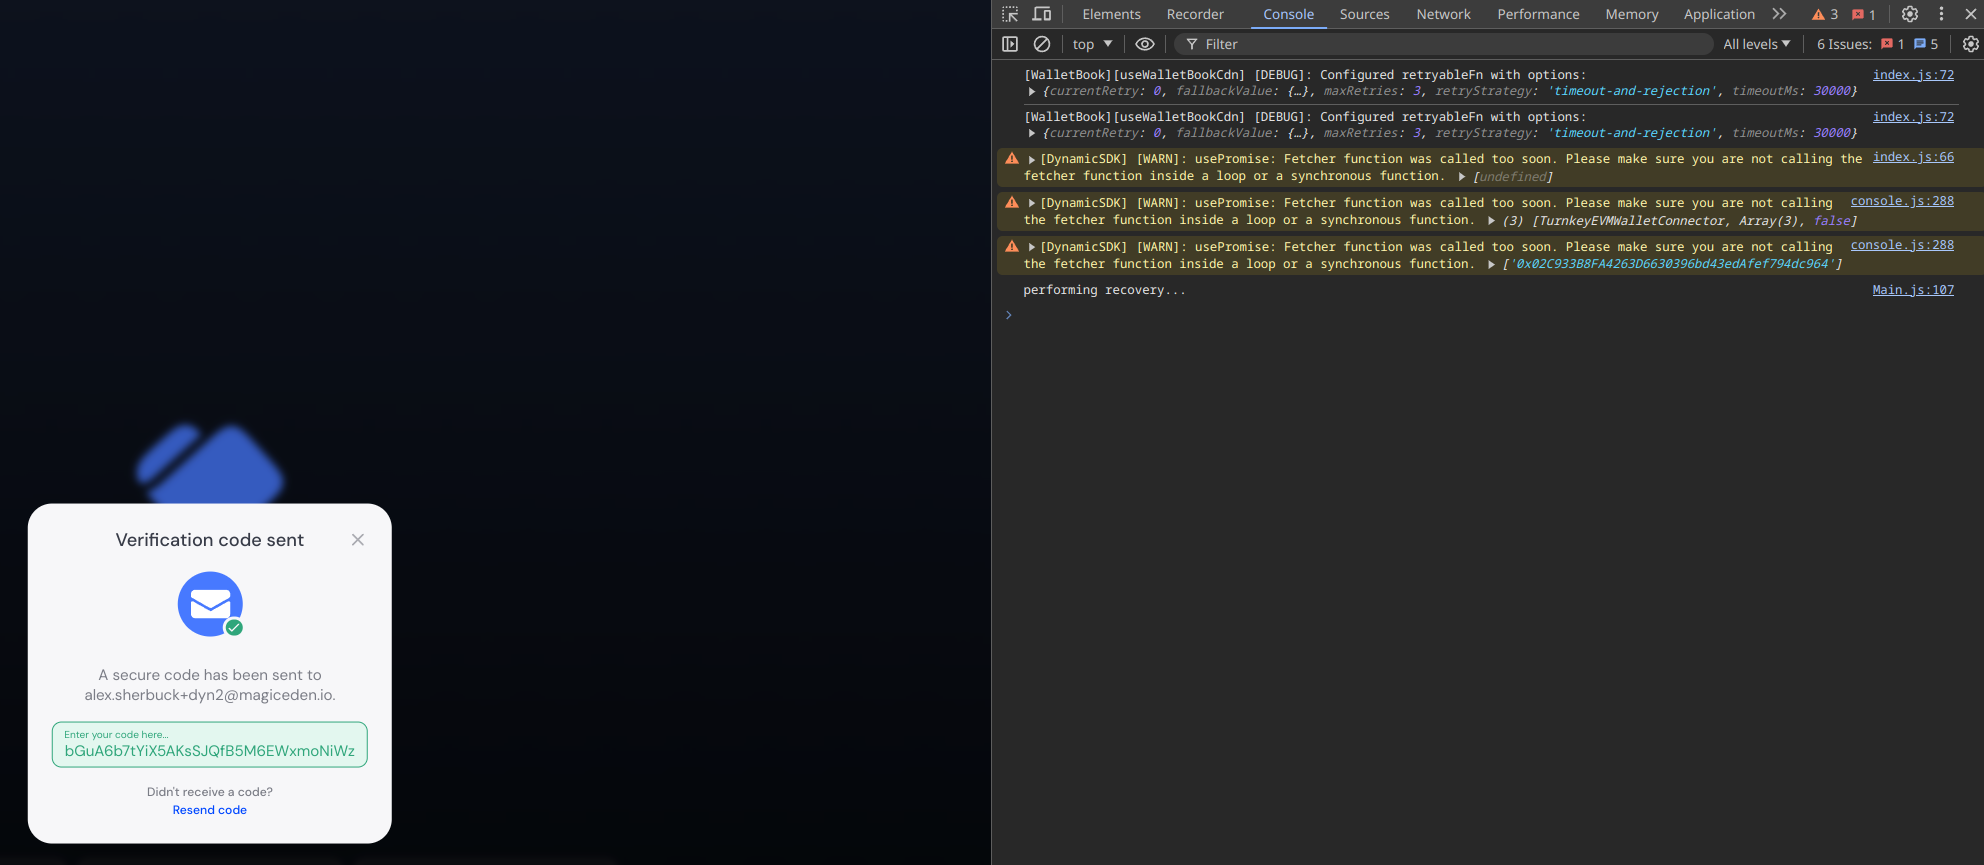 Elements Recorder Console Sources Network Performance Memory Application 3 1
top Filter All levels 6 Issues: 1 5
[WalletBook][useWalletBookCdn] [DEBUG]: Configured retryableFn with options: index.js:72
{currentRetry: 0, fallbackValue: {…}, maxRetries: 3, retryStrategy: 'timeout-and-rejection', timeoutMs: 30000}
[WalletBook][useWalletBookCdn] [DEBUG]: Configured retryableFn with options: index.js:72
{currentRetry: 0, fallbackValue: {…}, maxRetries: 3, retryStrategy: 'timeout-and-rejection', timeoutMs: 30000}
[DynamicSDK] [WARN]: usePromise: Fetcher function was called too soon. Please make sure you are not calling the index.js:66
fetcher function inside a loop or a synchronous function. [undefined]
[DynamicSDK] [WARN]: usePromise: Fetcher function was called too soon. Please make sure you are not calling console.js:288
the fetcher function inside a loop or a synchronous function. (3) [TurnkeyEVMWalletConnector, Array(3), false]
[DynamicSDK] [WARN]: usePromise: Fetcher function was called too soon. Please make sure you are not calling console.js:288
the fetcher function inside a loop or a synchronous function. ['0x02C933B8FA4263D6630396bd43edAfef794dc964']
performing recovery... Main.js:107
Verification code sent
A secure code has been sent to
alex.sherbuck+dyn2@magiceden.io.
Enter your code here...
bGuA6b7tYiX5AKsSJQfB5M6EWxmoNiWz
Didn't receive a code?
Resend code